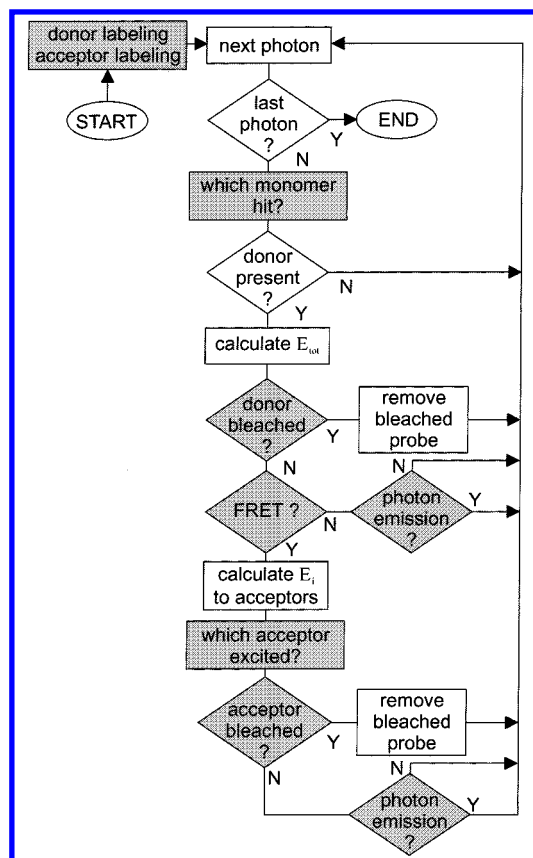 donor labeling
acceptor labeling
next photon
START
last
photon
?
Y
END
N
which monomer
hit?
donor
present
?
N
Y
calculate E_tot
donor
bleached
?
Y
remove
bleached
probe
N
N
FRET ?
N
photon
emission
?
Y
Y
calculate E_i
to acceptors
which acceptor
excited?
acceptor
bleached
?
Y
remove
bleached
probe
N
N
photon
emission
?
Y